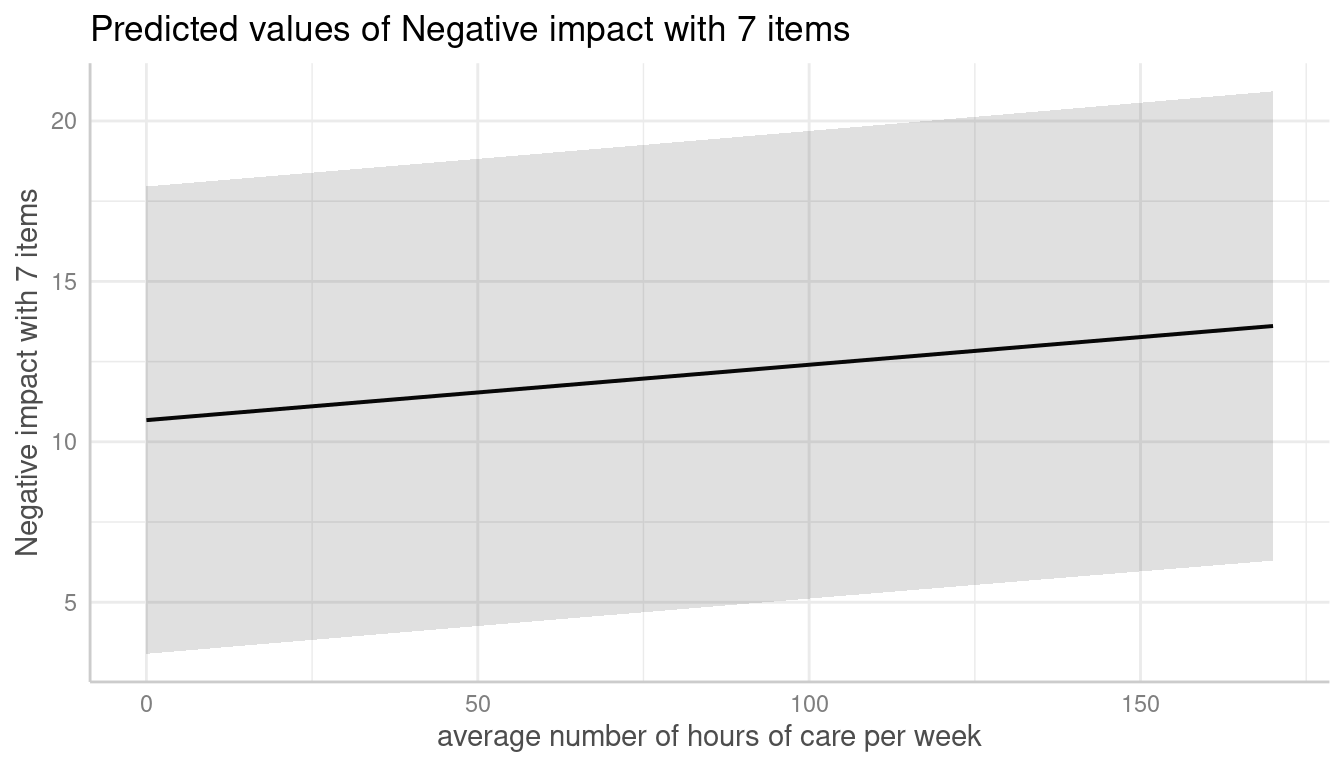 Predicted values of Negative impact with 7 items
Negative impact with 7 items
20
15
10
5
0 50 100 150
average number of hours of care per week